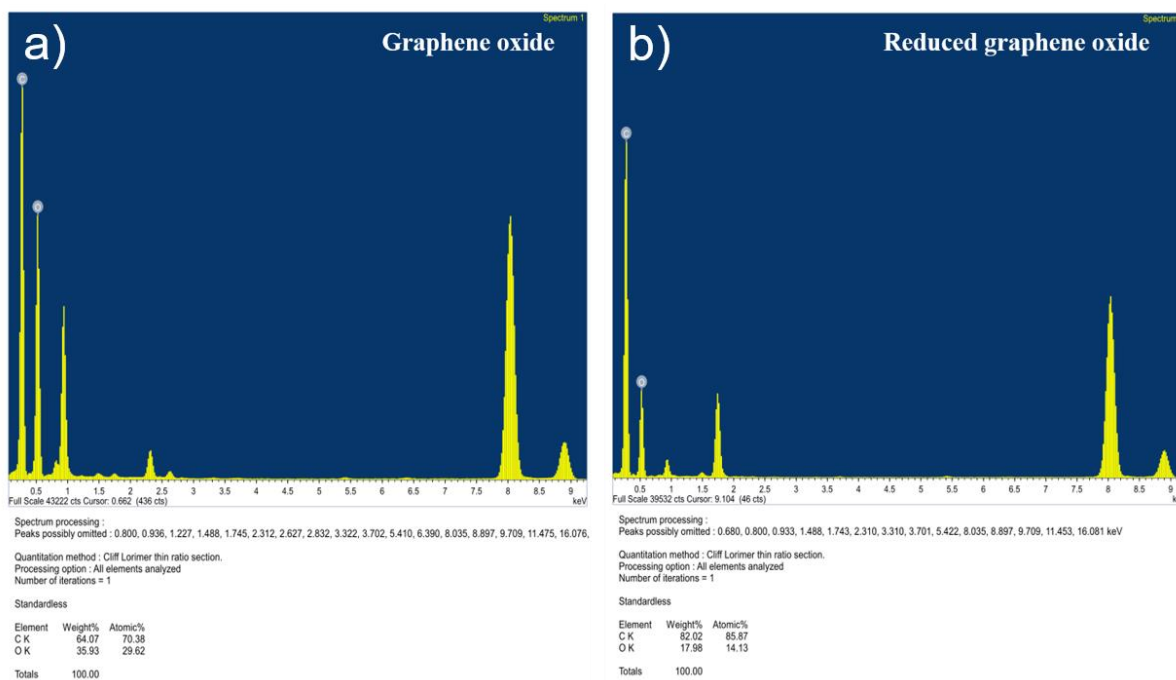 a)
Spectrum 1
Graphene oxide
C
O
0.5 1 1.5 2 2.5 3 3.5 4 4.5 5 5.5 6 6.5 7 7.5 8 8.5 9
Full Scale 43222 cts Cursor: 0.662 (436 cts) keV
Spectrum processing :
Peaks possibly omitted : 0.800, 0.936, 1.227, 1.488, 1.745, 2.312, 2.627, 2.832, 3.322, 3.702, 5.410, 6.390, 8.035, 8.897, 9.709, 11.475, 16.076,
Quantitation method : Cliff Lorimer thin ratio section.
Processing option : All elements analyzed
Number of iterations = 1
Standardless
Element Weight% Atomic%
C K 64.07 70.38
O K 35.93 29.62
Totals 100.00
b)
Spectrum
Reduced graphene oxide
C
O
0.5 1 1.5 2 2.5 3 3.5 4 4.5 5 5.5 6 6.5 7 7.5 8 8.5 9
Full Scale 39532 cts Cursor: 9.104 (46 cts) k
Spectrum processing :
Peaks possibly omitted : 0.680, 0.800, 0.933, 1.488, 1.743, 2.310, 3.310, 3.701, 5.422, 8.035, 8.897, 9.709, 11.453, 16.081 keV
Quantitation method : Cliff Lorimer thin ratio section.
Processing option : All elements analyzed
Number of iterations = 1
Standardless
Element Weight% Atomic%
C K 82.02 85.87
O K 17.98 14.13
Totals 100.00